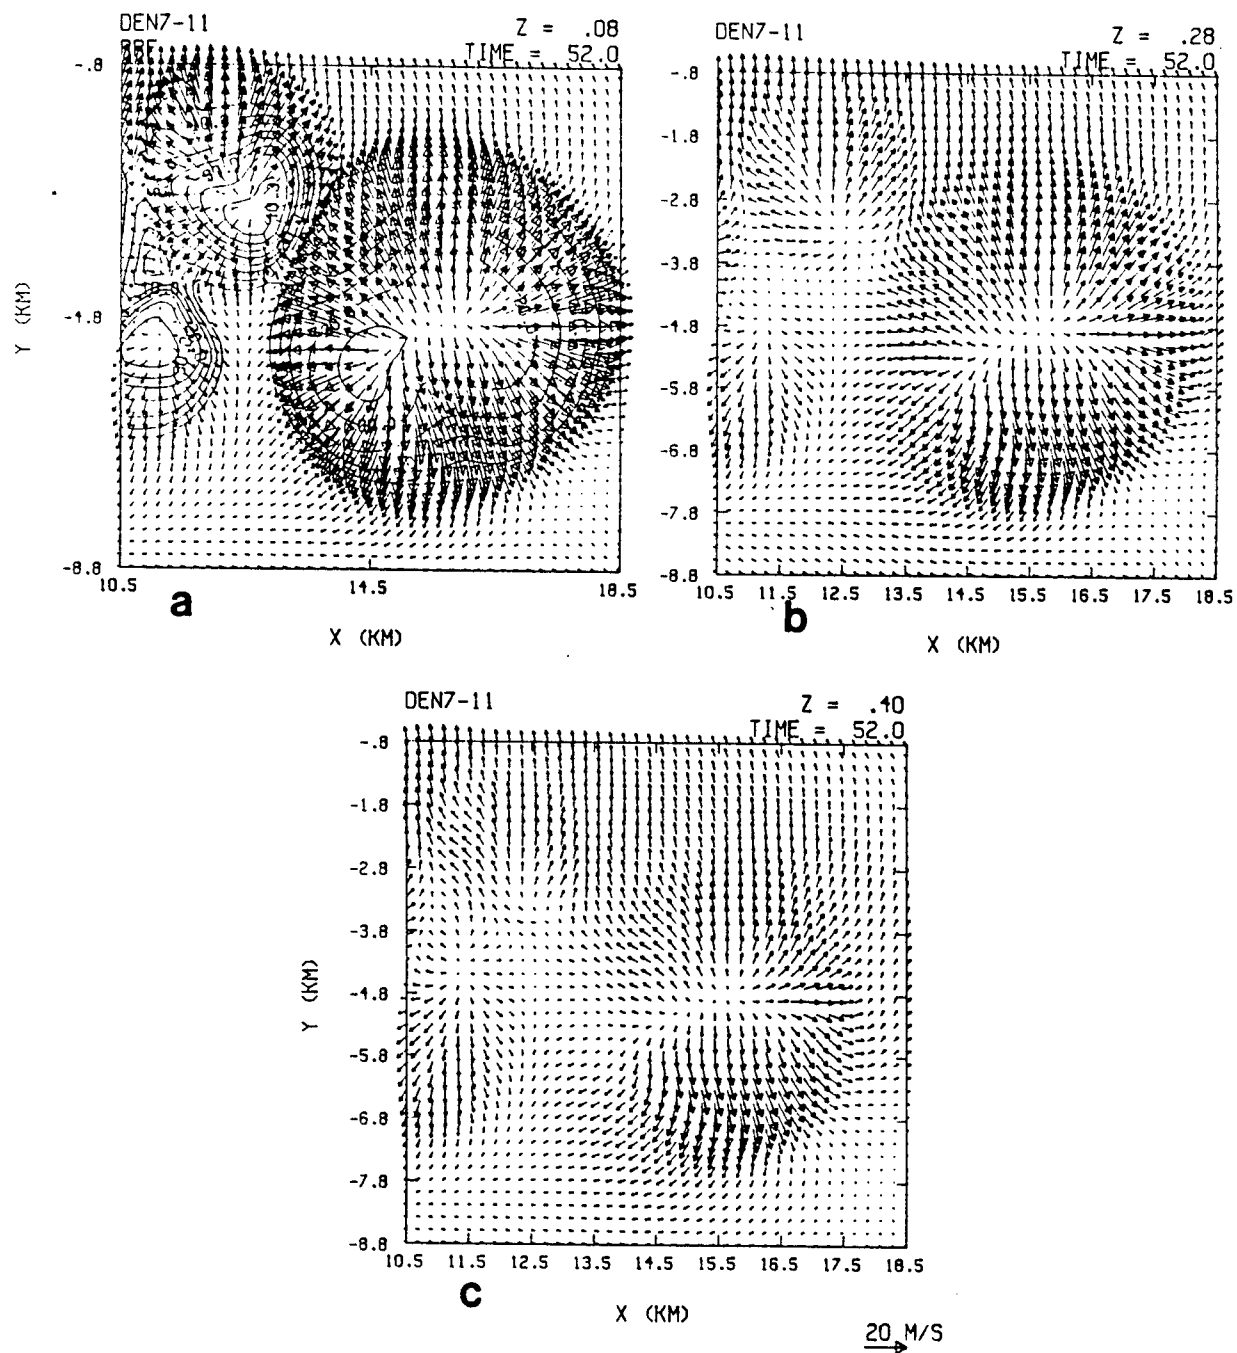 DEN7-11
Z = .08
RRF
TIME = 52.0
-.8
-4.8
-8.8
Y (KM)
10.5 14.5 18.5
a
X (KM)
DEN7-11
Z = .28
TIME = 52.0
-.8
-1.8
-2.8
-3.8
-4.8
-5.8
-6.8
-7.8
-8.8
10.5 11.5 12.5 13.5 14.5 15.5 16.5 17.5 18.5
b
X (KM)
DEN7-11
Z = .40
TIME = 52.0
-.8
-1.8
-2.8
-3.8
-4.8
-5.8
-6.8
-7.8
-8.8
Y (KM)
10.5 11.5 12.5 13.5 14.5 15.5 16.5 17.5 18.5
c
X (KM)
20 M/S